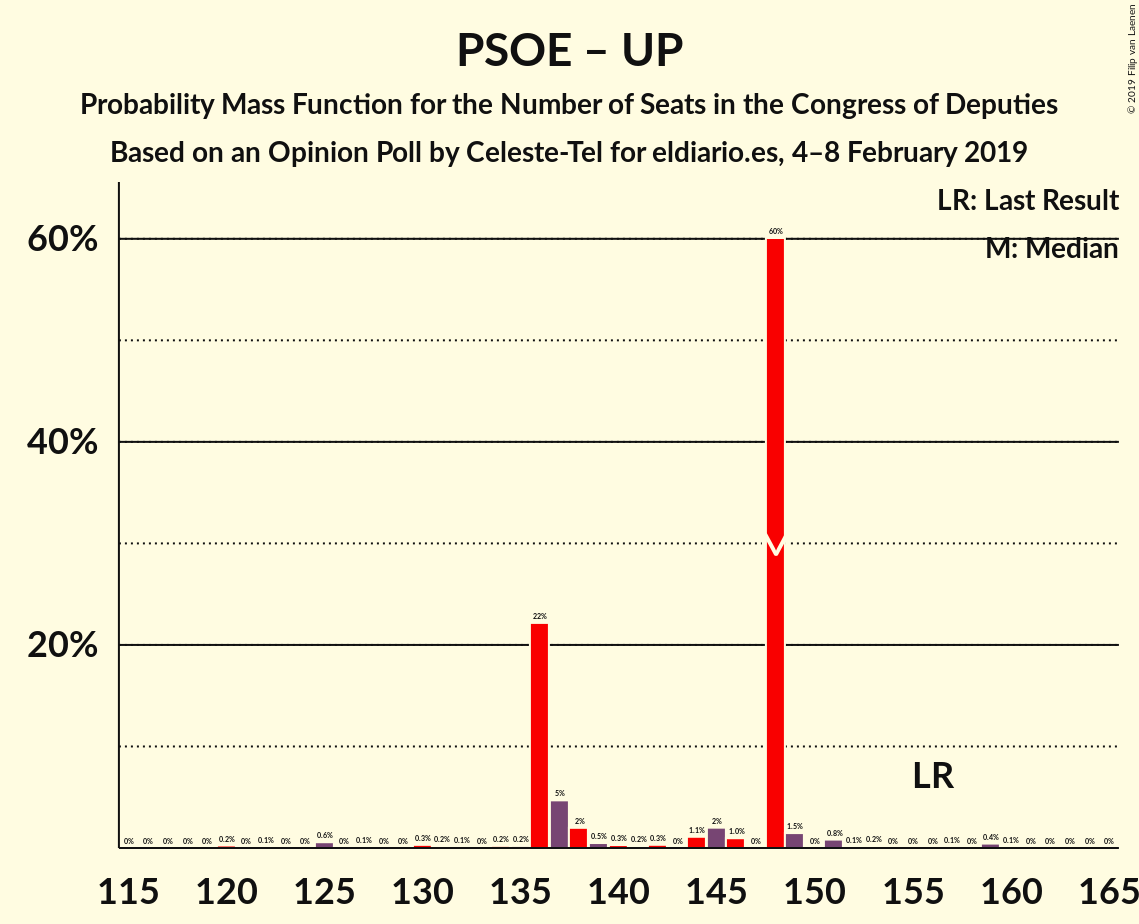 PSOE – UP
Probability Mass Function for the Number of Seats in the Congress of Deputies
Based on an Opinion Poll by Celeste-Tel for eldiario.es, 4–8 February 2019
© 2019 Filip van Laenen
LR: Last Result
M: Median
60%
40%
20%
60%
22%
LR
0% 0% 0% 0% 0% 0.2% 0% 0.1% 0% 0% 0.6% 0% 0.1% 0% 0% 0.3% 0.2% 0.1% 0% 0.2% 0.2% 5% 2% 0.5% 0.3% 0.2% 0.3% 0% 1.1% 2% 1.0% 0% 1.5% 0% 0.8% 0.1% 0.2% 0% 0% 0% 0.1% 0% 0.4% 0.1% 0% 0% 0% 0% 0%
115 120 125 130 135 140 145 150 155 160 165